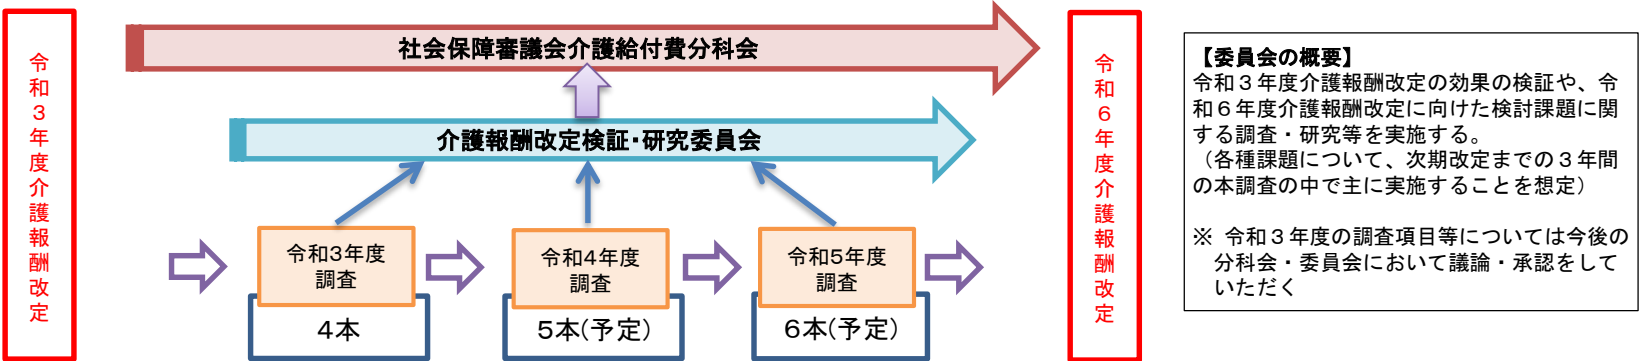 令和３年度介護報酬改定
社会保障審議会介護給付費分科会
介護報酬改定検証･研究委員会
令和3年度
調査
4本
令和4年度
調査
5本(予定)
令和5年度
調査
6本(予定)
令和６年度介護報酬改定
【委員会の概要】
令和３年度介護報酬改定の効果の検証や、令
和６年度介護報酬改定に向けた検討課題に関
する調査・研究等を実施する。
（各種課題について、次期改定までの３年間
の本調査の中で主に実施することを想定）
※ 令和３年度の調査項目等については今後の
分科会・委員会において議論・承認をして
いただく